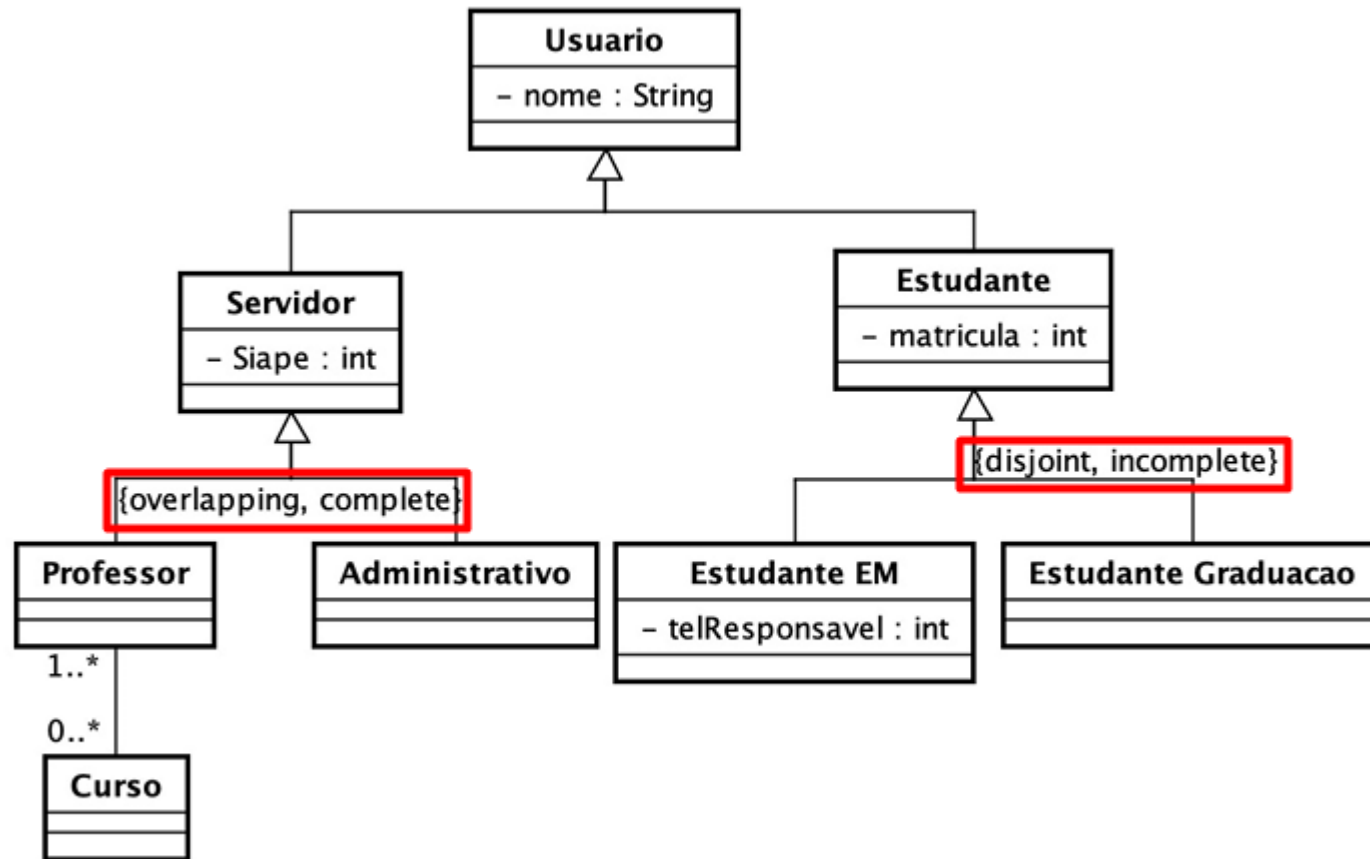 Usuario
– nome : String
Servidor
– Siape : int
Estudante
– matricula : int
{overlapping, complete}
{disjoint, incomplete}
Professor
Administrativo
Estudante EM
– telResponsavel : int
Estudante Graduacao
1..*
0..*
Curso